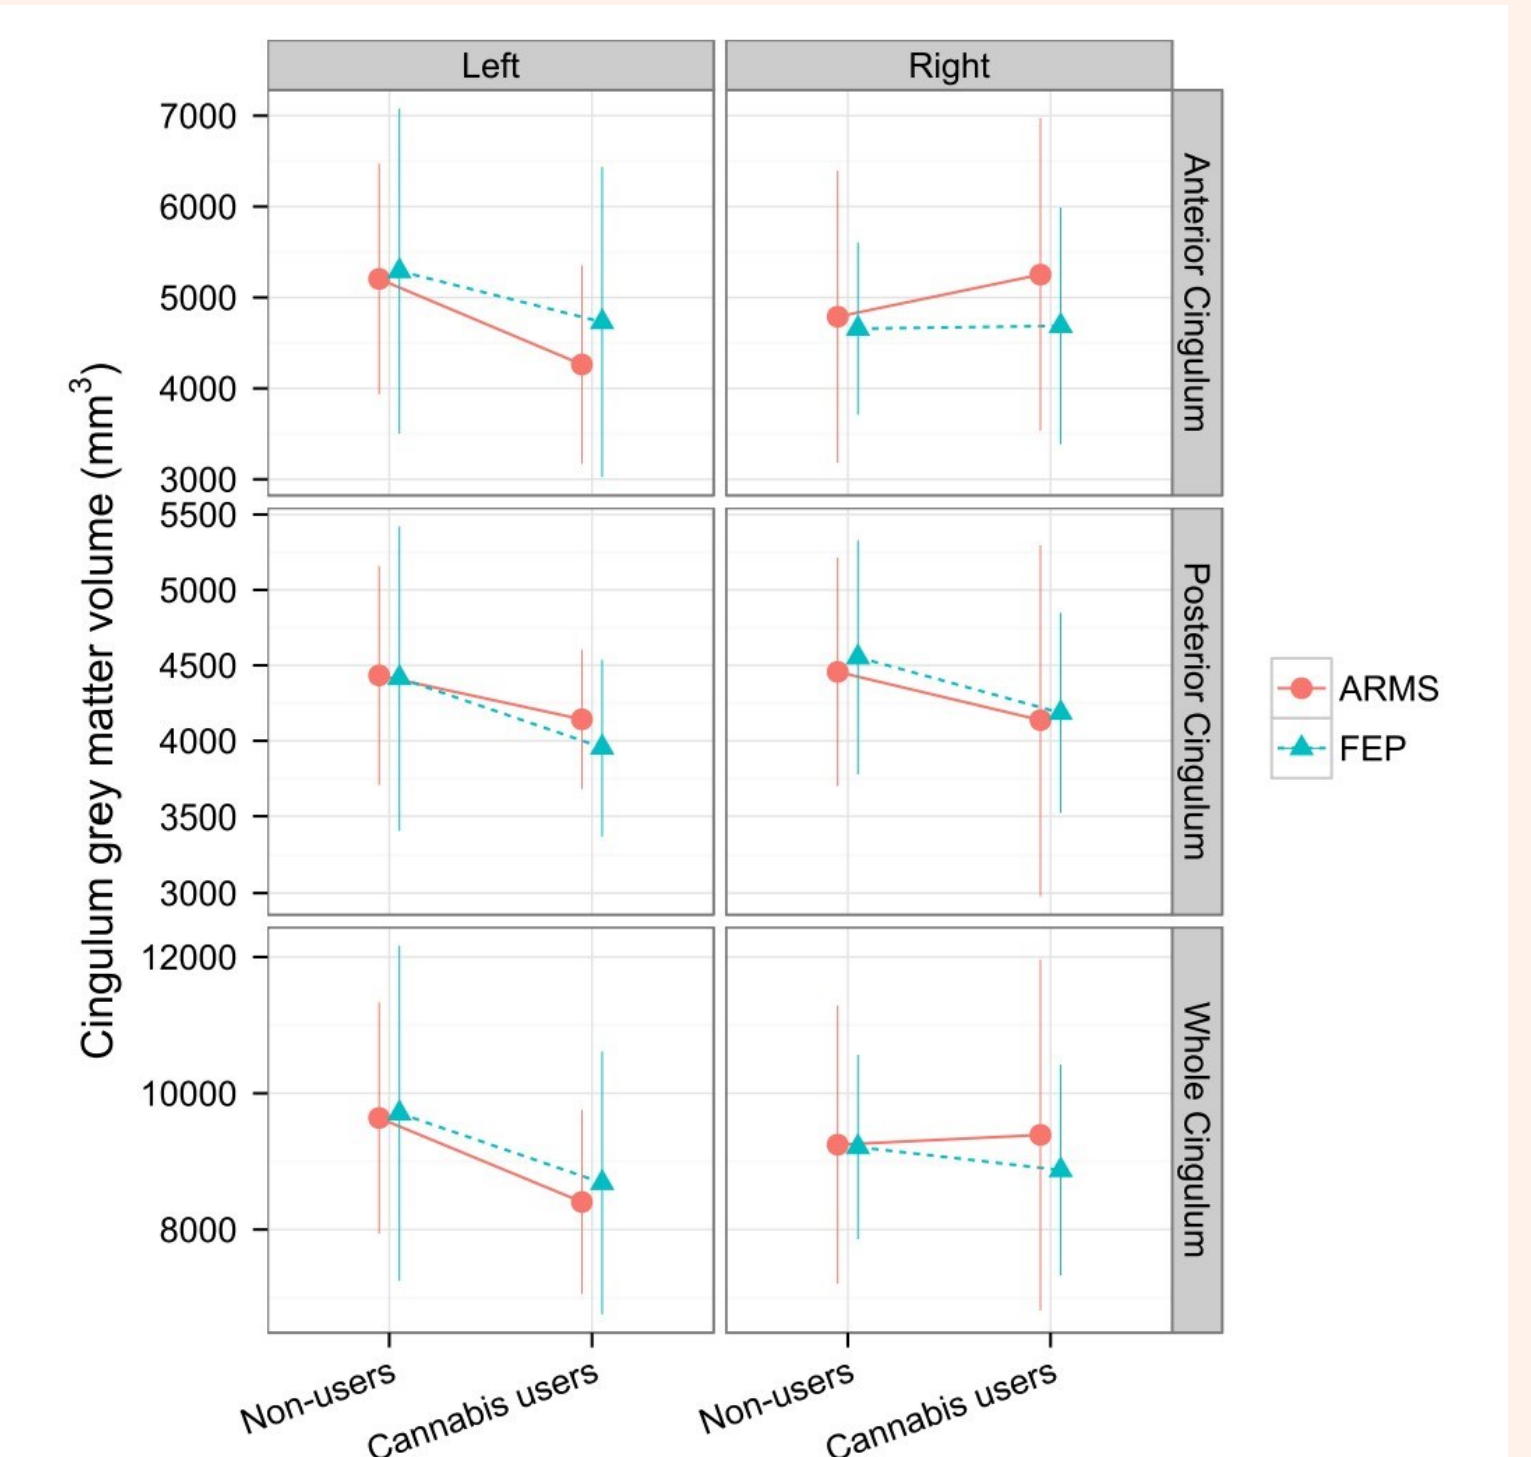 Left
Right
7000
6000
5000
4000
3000
Anterior Cingulum
5500
5000
4500
4000
3500
3000
Posterior Cingulum
12000
10000
8000
Whole Cingulum
Cingulum grey matter volume (mm³)
Non-users
Cannabis users
Non-users
Cannabis users
ARMS
FEP